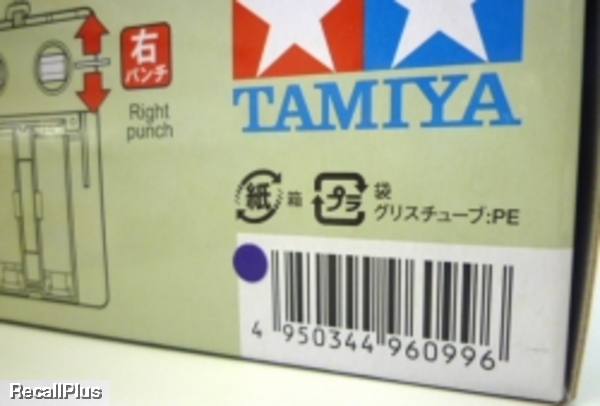 右
パンチ
Right
punch
TAMIYA
紙
箱
プラ
袋
グリスチューブ:PE
4 950344 960996
RecallPlus